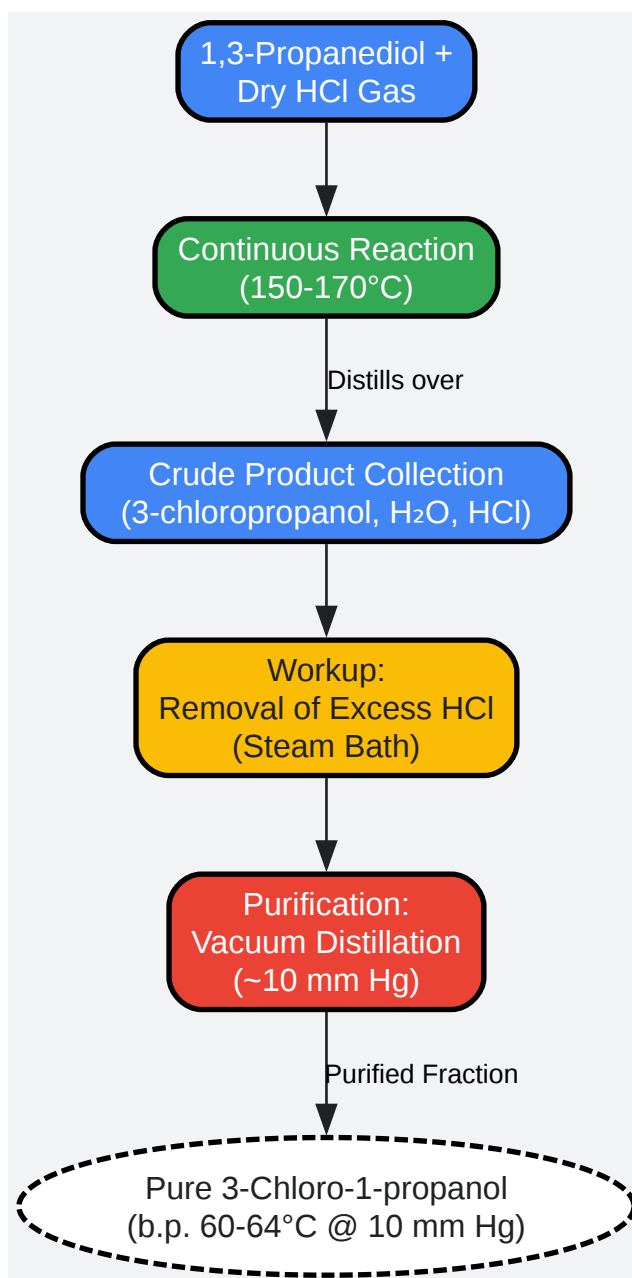 1,3-Propanediol +
Dry HCl Gas
Continuous Reaction
(150-170°C)
Distills over
Crude Product Collection
(3-chloropropanol, H₂O, HCl)
Workup:
Removal of Excess HCl
(Steam Bath)
Purification:
Vacuum Distillation
(~10 mm Hg)
Purified Fraction
Pure 3-Chloro-1-propanol
(b.p. 60-64°C @ 10 mm Hg)